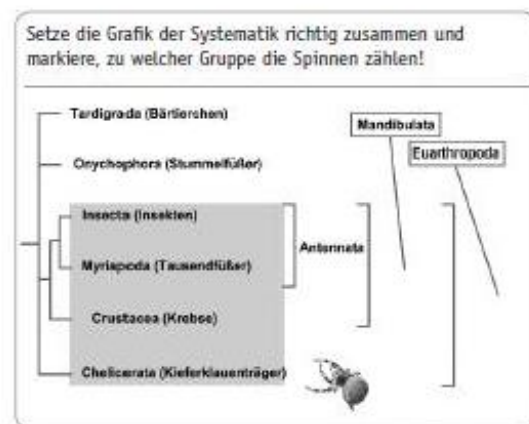 Setze die Grafik der Systematik richtig zusammen und
markiere, zu welcher Gruppe die Spinnen zählen!
Tardigrada (Bärtierchen)
Mandibulata
Euarthropoda
Onychophora (Stummelfüßer)
Insecta (Insekten)
Antennata
Myriapoda (Tausendfüßer)
Crustacea (Krebse)
Chelicerata (Kieferklauenträger)